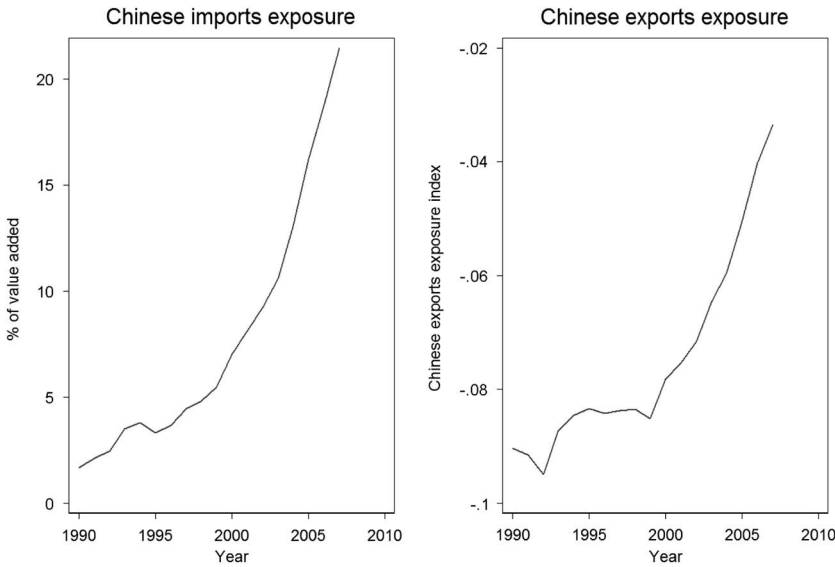 Chinese imports exposure
% of value added
20
15
10
5
0
1990 1995 2000 2005 2010
Year
Chinese exports exposure
Chinese exports exposure index
-.02
-.04
-.06
-.08
-.1
1990 1995 2000 2005 2010
Year